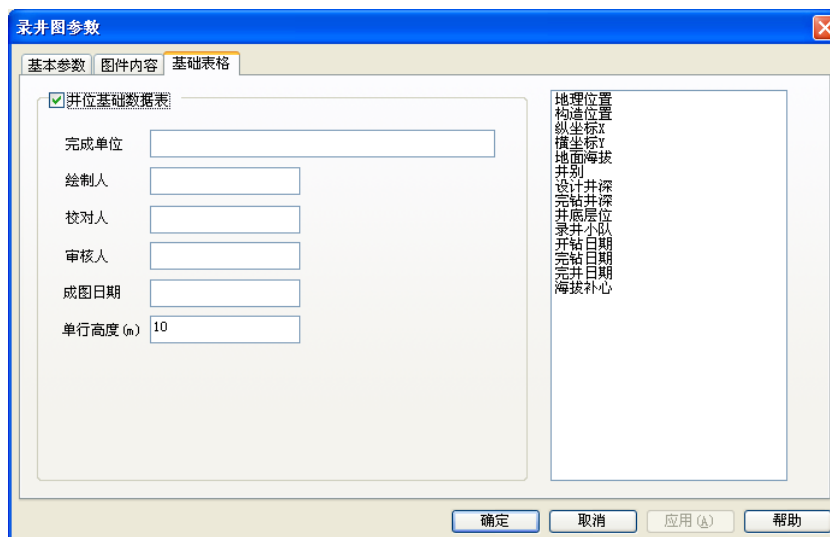 录井图参数
基本参数 图件内容 基础表格
井位基础数据表
完成单位
绘制人
校对人
审核人
成图日期
单行高度(m) 10
地理位置
构造位置
纵坐标X
横坐标Y
地面海拔
井别
设计井深
完钻井深
井底层位
录井小队
开钻日期
完钻日期
完井日期
海拔补心
确定 取消 应用(A) 帮助